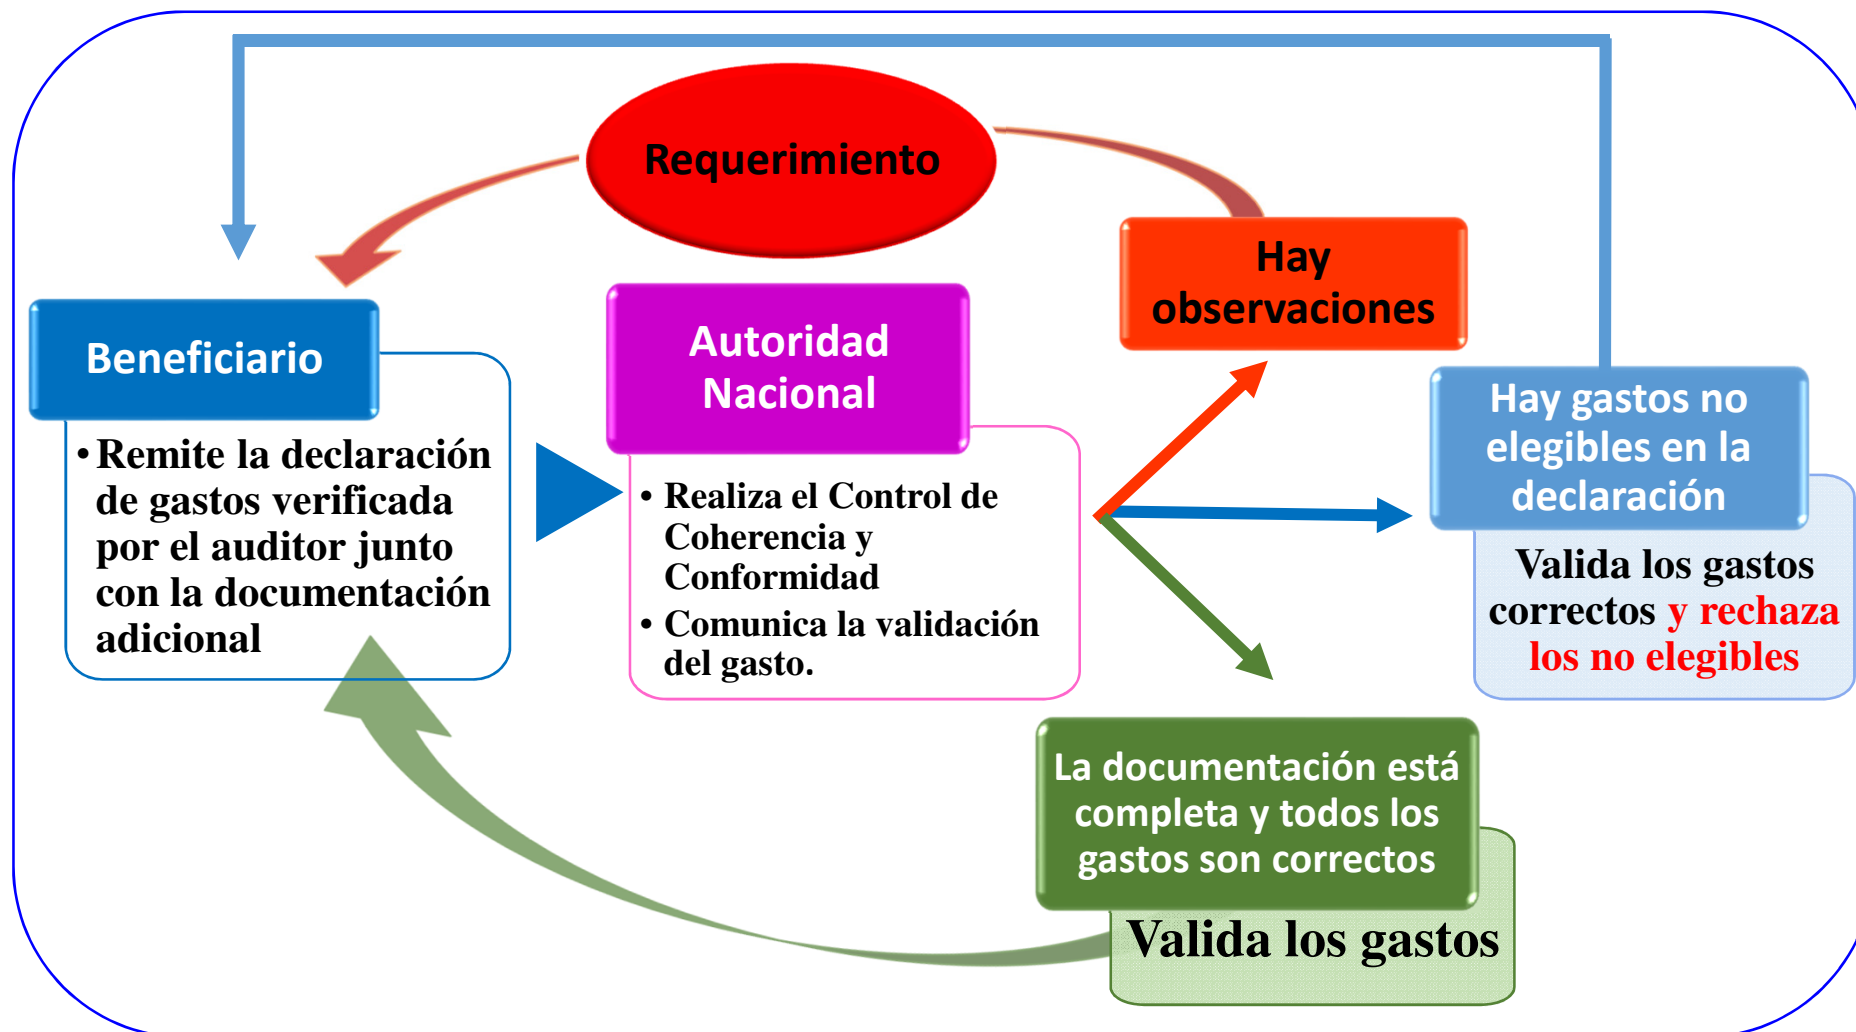 Requerimiento
Hay
observaciones
Beneficiario
• Remite la declaración
de gastos verificada
por el auditor junto
con la documentación
adicional
Autoridad
Nacional
• Realiza el Control de
Coherencia y
Conformidad
• Comunica la validación
del gasto.
Hay gastos no
elegibles en la
declaración
Valida los gastos
correctos y rechaza
los no elegibles
La documentación está
completa y todos los
gastos son correctos
Valida los gastos